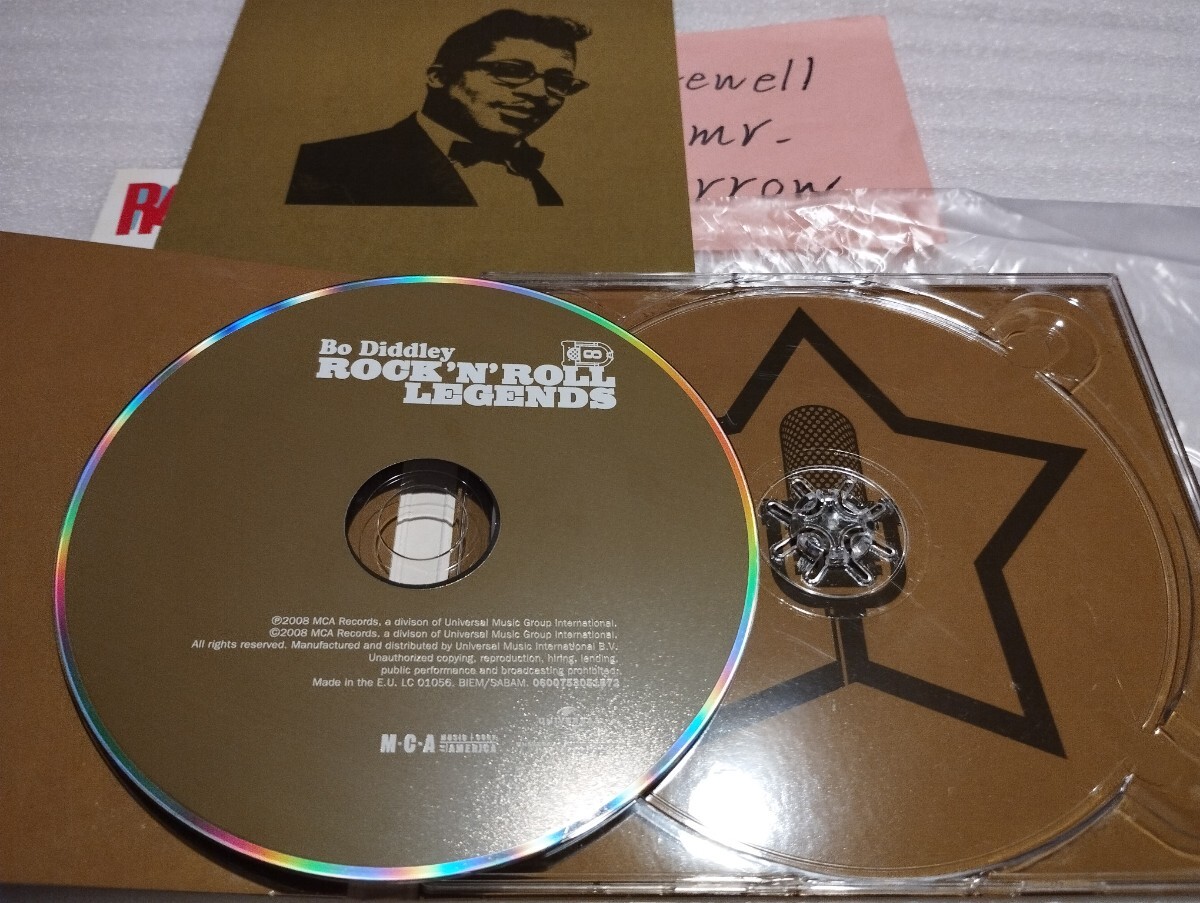 ewell
mr.
rrow
RA
Bo Diddley
ROCK 'N' ROLL
LEGENDS
℗2008 MCA Records, a divison of Universal Music Group International.
©2008 MCA Records, a divison of Universal Music Group International.
All rights reserved. Manufactured and distributed by Universal Music International B.V.
Unauthorized copying, reproduction, hiring, lending,
public performance and broadcasting prohibited.
Made in the E.U. LC 01056. BIEM/SABAM.
M·C·A AMERICA